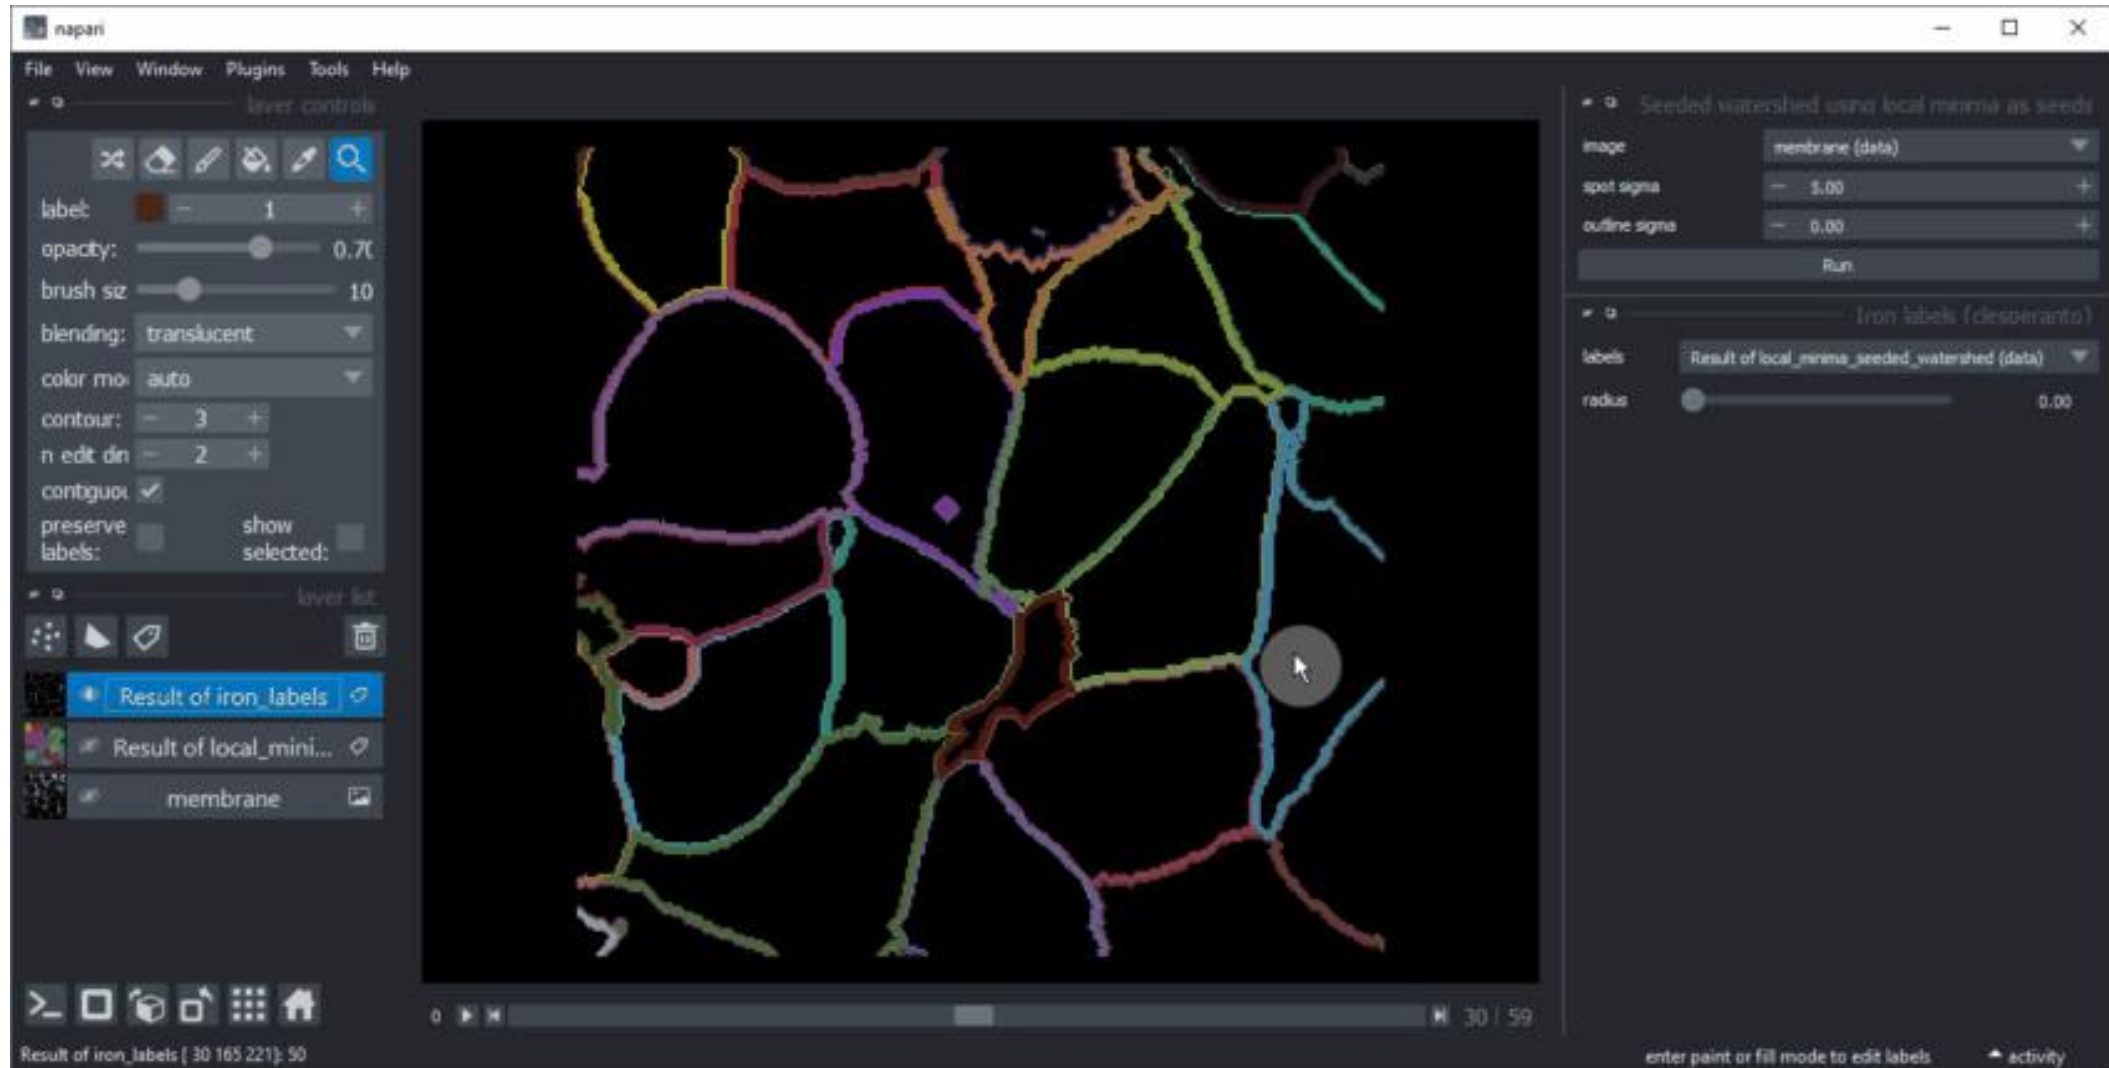 napari
File View Window Plugins Tools Help
layer controls
label: 1
opacity: 0.70
brush siz 10
blending: translucent
color mo auto
contour: 3
n edit din 2
contiguou
preserve labels:
show selected:
layer list
Result of iron_labels
Result of local_mini...
membrane
0
30 | 59
Result of iron_labels [ 30 165 221]: 50
Seeded watershed using local minima as seeds
image membrane (data)
spot sigma 5.00
outline sigma 0.00
Run
Iron labels (clesperanto)
labels Result of local_minima_seeded_watershed (data)
radius 0.00
enter paint or fill mode to edit labels
activity